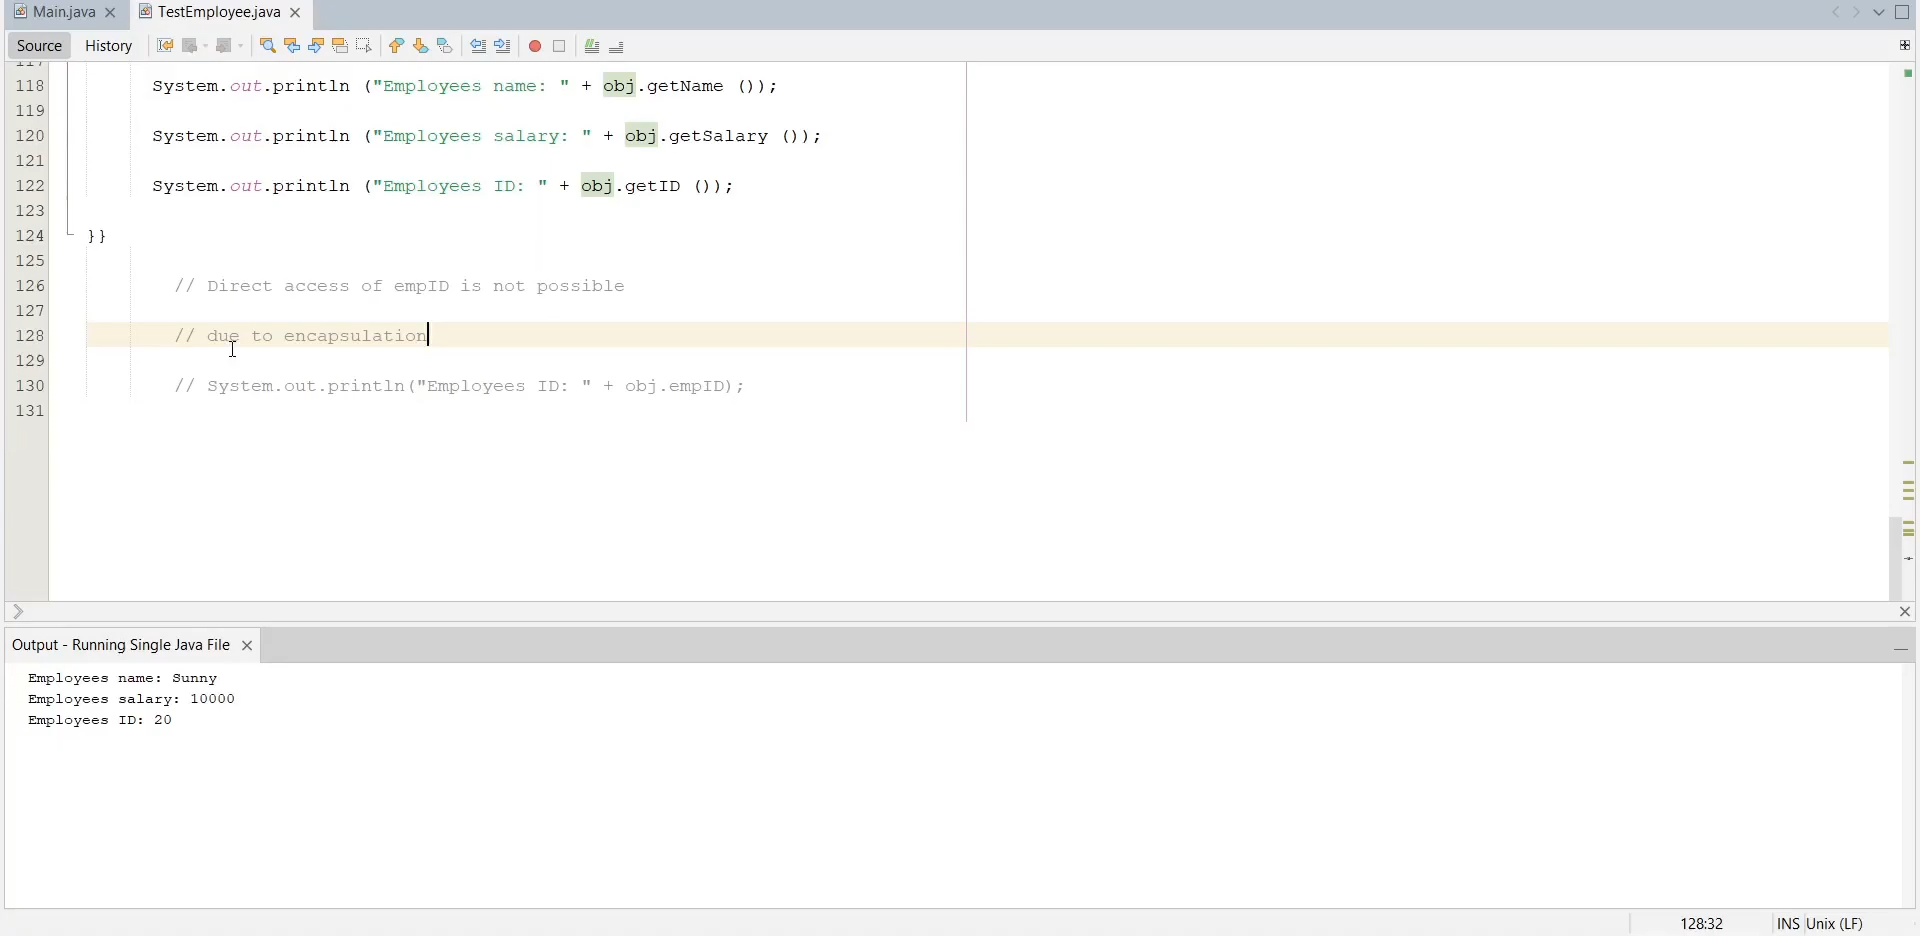 Main.java
TestEmployee.java
Source History
118 System.out.println ("Employees name: " + obj.getName ());
119
120 System.out.println ("Employees salary: " + obj.getSalary ());
121
122 System.out.println ("Employees ID: " + obj.getID ());
123
124 }}
125
126 // Direct access of empID is not possible
127
128 // due to encapsulation
129
130 // System.out.println("Employees ID: " + obj.empID);
131
Output - Running Single Java File
Employees name: Sunny
Employees salary: 10000
Employees ID: 20
128:32 INS Unix (LF)